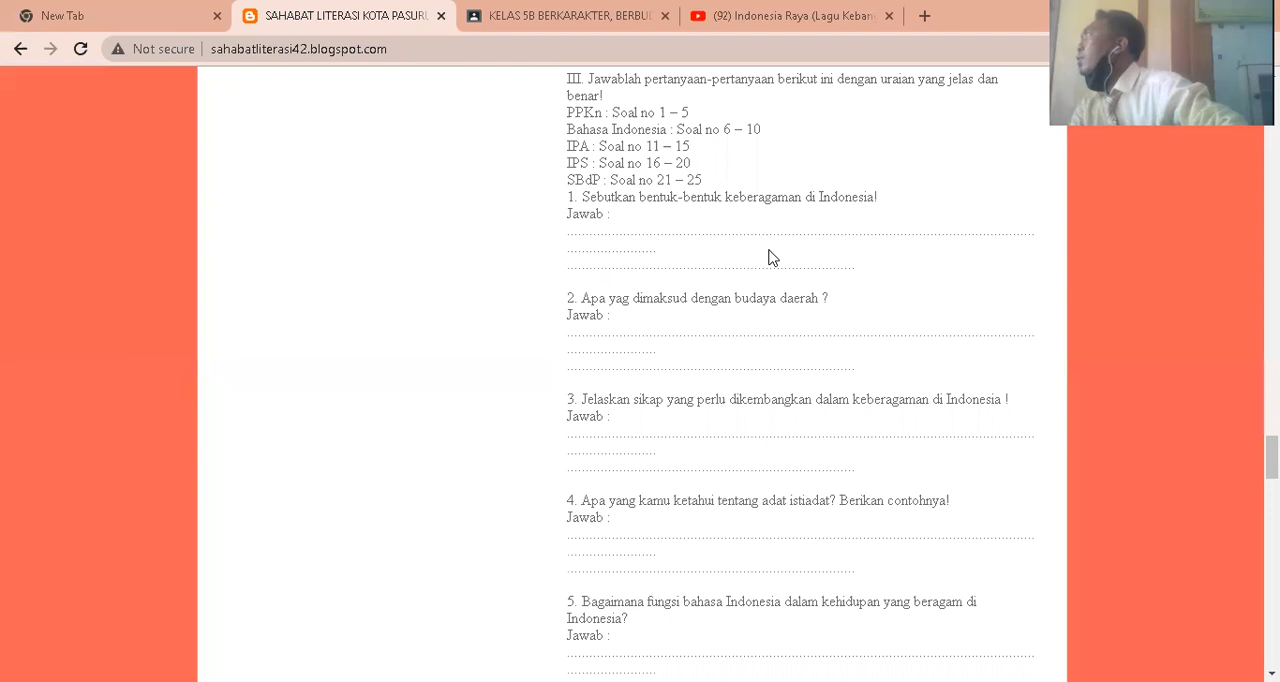 New Tab
SAHABAT LITERASI KOTA PASURU
KELAS 5B BERKARAKTER, BERBUD
(92) Indonesia Raya (Lagu Keban
Not secure
sahabatliterasi42.blogspot.com
III. Jawablah pertanyaan-pertanyaan berikut ini dengan uraian yang jelas dan
benar!
PPKn : Soal no 1 – 5
Bahasa Indonesia : Soal no 6 – 10
IPA : Soal no 11 – 15
IPS : Soal no 16 – 20
SBdP : Soal no 21 – 25
1. Sebutkan bentuk-bentuk keberagaman di Indonesia!
Jawab :
2. Apa yag dimaksud dengan budaya daerah ?
Jawab :
3. Jelaskan sikap yang perlu dikembangkan dalam keberagaman di Indonesia !
Jawab :
4. Apa yang kamu ketahui tentang adat istiadat? Berikan contohnya!
Jawab :
5. Bagaimana fungsi bahasa Indonesia dalam kehidupan yang beragam di
Indonesia?
Jawab :